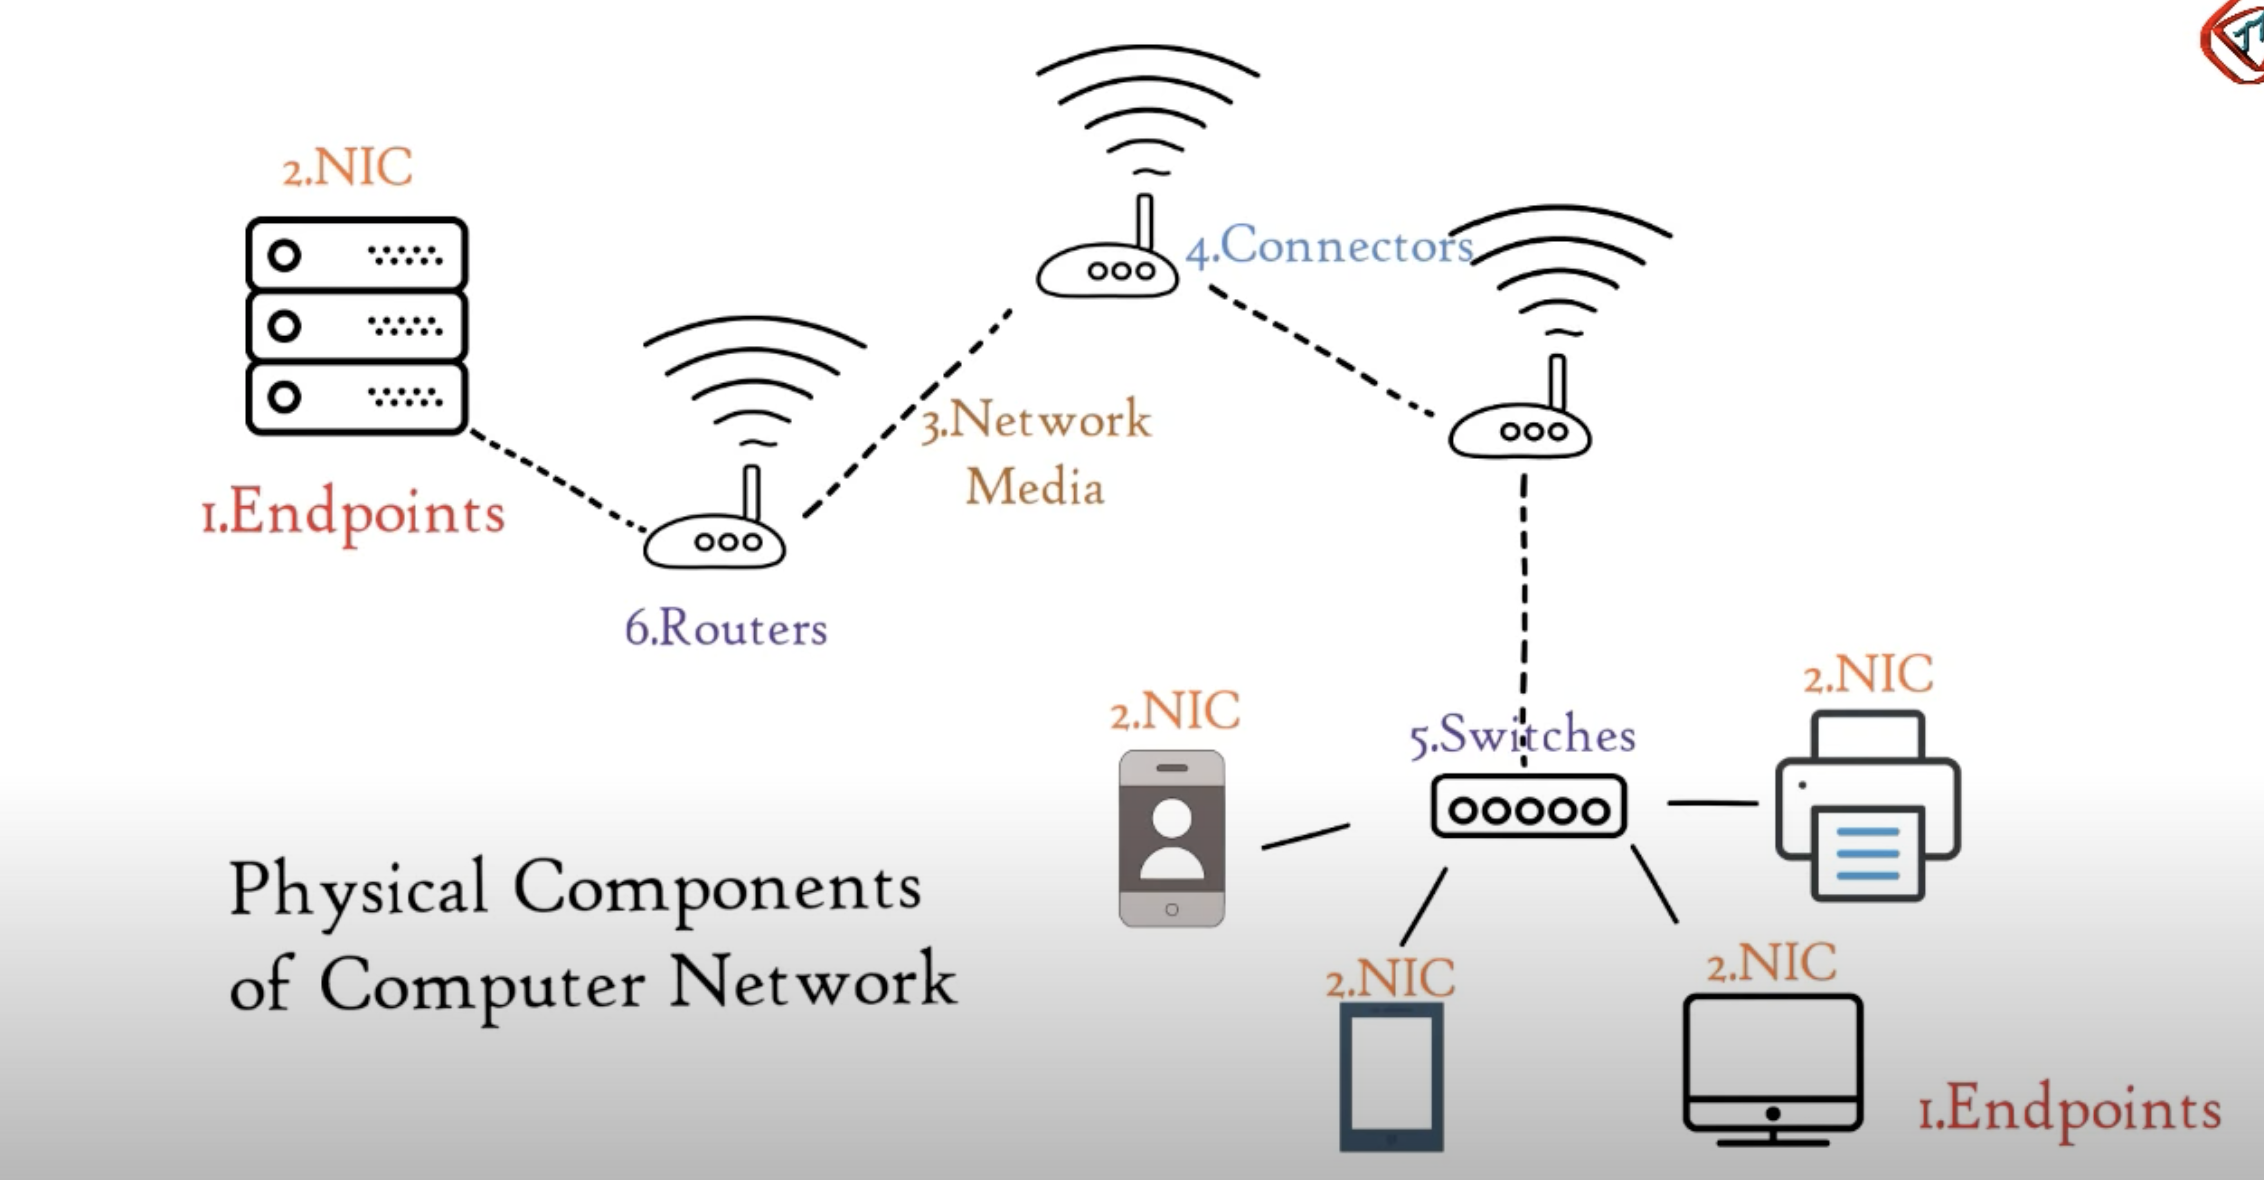 2.NIC
4.Connectors
3.Network
Media
1.Endpoints
6.Routers
2.NIC
2.NIC
5.Switches
Physical Components
of Computer Network
2.NIC
2.NIC
1.Endpoints